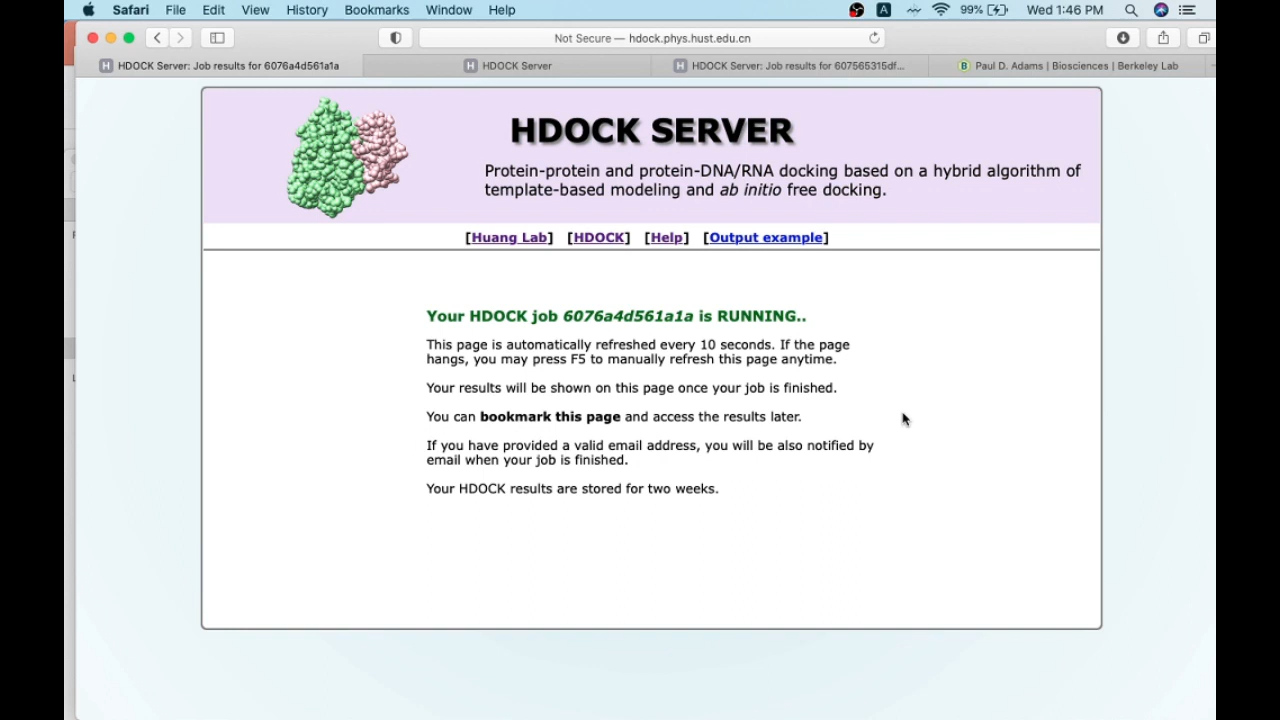 Safari File Edit View History Bookmarks Window Help A 99% Wed 1:46 PM
Not Secure — hdock.phys.hust.edu.cn
H HDOCK Server: Job results for 6076a4d561a1a H HDOCK Server H HDOCK Server: Job results for 607565315df... B Paul D. Adams | Biosciences | Berkeley Lab
HDOCK SERVER
Protein-protein and protein-DNA/RNA docking based on a hybrid algorithm of
template-based modeling and ab initio free docking.
[Huang Lab] [HDOCK] [Help] [Output example]
Your HDOCK job 6076a4d561a1a is RUNNING..
This page is automatically refreshed every 10 seconds. If the page
hangs, you may press F5 to manually refresh this page anytime.
Your results will be shown on this page once your job is finished.
You can bookmark this page and access the results later.
If you have provided a valid email address, you will be also notified by
email when your job is finished.
Your HDOCK results are stored for two weeks.